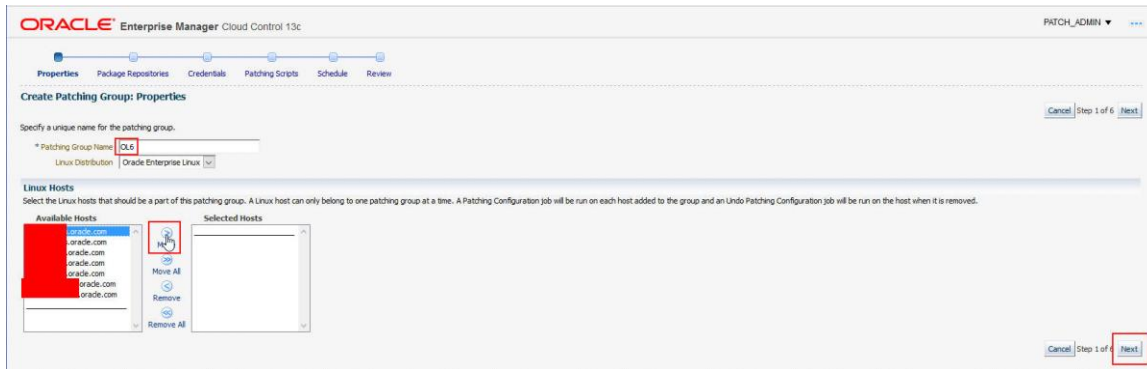 ORACLE Enterprise Manager Cloud Control 13c
PATCH_ADMIN
Properties Package Repositories Credentials Patching Scripts Schedule Review
Create Patching Group: Properties
Cancel Step 1 of 6 Next
Specify a unique name for the patching group.
* Patching Group Name OL6
Linux Distribution Oracle Enterprise Linux
Linux Hosts
Select the Linux hosts that should be a part of this patching group. A Linux host can only belong to one patching group at a time. A Patching Configuration job will be run on each host added to the group and an Undo Patching Configuration job will be run on the host when it is removed.
Available Hosts Selected Hosts
.oracle.com
.oracle.com
.oracle.com
.oracle.com
.oracle.com
oracle.com
.oracle.com
Move All
Remove
Remove All
Cancel Step 1 of 6 Next